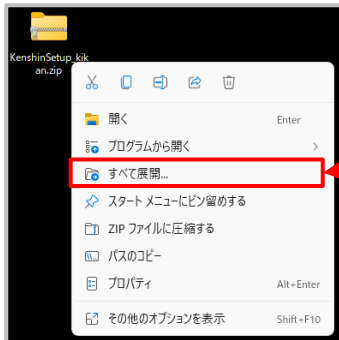 KenshinSetup_kik
an.zip
開く Enter
プログラムから開く
すべて展開...
スタート メニューにピン留めする
ZIP ファイルに圧縮する
パスのコピー
プロパティ Alt+Enter
その他のオプションを表示 Shift+F10